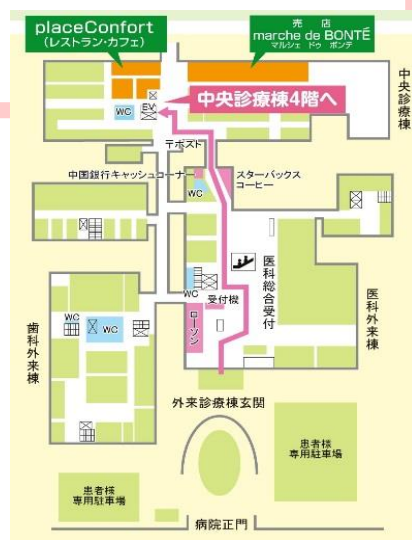 placeConfort
（レストラン・カフェ）
売店
marche de BONTÉ
マルシェ ドゥ ボンテ
中央診療棟
EV
WC
中央診療棟4階へ
〒ポスト
中国銀行キャッシュコーナー
スターバックス
コーヒー
WC
医科総合受付
WC
受付機
ローソン
医科外来棟
歯科外来棟
WC
WC
外来診療棟玄関
患者様
専用駐車場
患者様
専用駐車場
病院正門